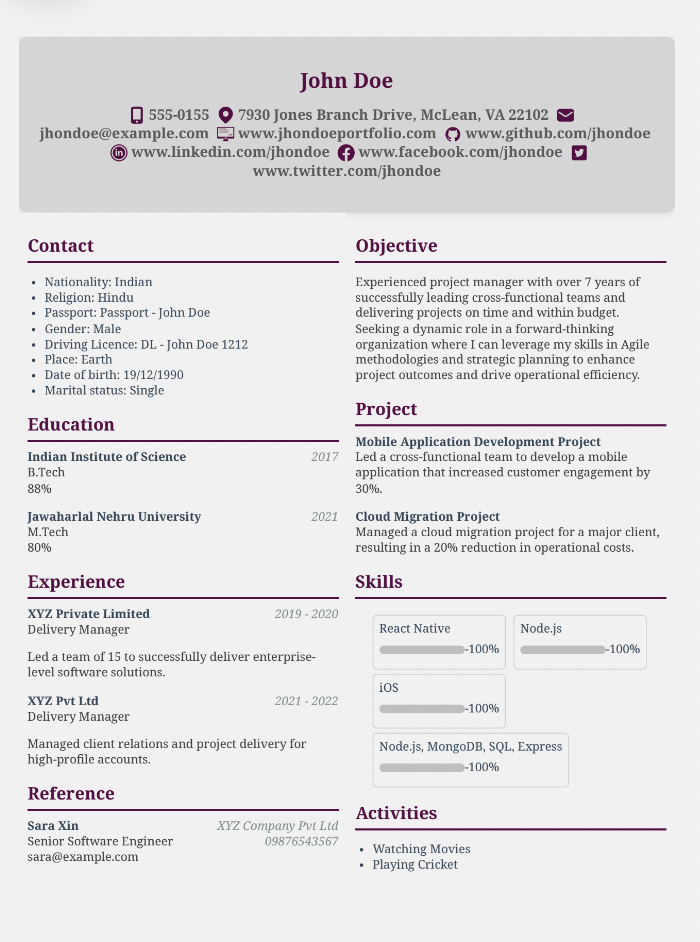 John Doe
555-0155 7930 Jones Branch Drive, McLean, VA 22102
jhondoe@example.com www.jhondoeportfolio.com www.github.com/jhondoe
www.linkedin.com/jhondoe www.facebook.com/jhondoe
www.twitter.com/jhondoe
Contact
• Nationality: Indian
• Religion: Hindu
• Passport: Passport - John Doe
• Gender: Male
• Driving Licence: DL - John Doe 1212
• Place: Earth
• Date of birth: 19/12/1990
• Marital status: Single
Education
Indian Institute of Science 2017
B.Tech
88%
Jawaharlal Nehru University 2021
M.Tech
80%
Experience
XYZ Private Limited 2019 - 2020
Delivery Manager
Led a team of 15 to successfully deliver enterprise-
level software solutions.
XYZ Pvt Ltd 2021 - 2022
Delivery Manager
Managed client relations and project delivery for
high-profile accounts.
Reference
Sara Xin XYZ Company Pvt Ltd
Senior Software Engineer 09876543567
sara@example.com
Objective
Experienced project manager with over 7 years of
successfully leading cross-functional teams and
delivering projects on time and within budget.
Seeking a dynamic role in a forward-thinking
organization where I can leverage my skills in Agile
methodologies and strategic planning to enhance
project outcomes and drive operational efficiency.
Project
Mobile Application Development Project
Led a cross-functional team to develop a mobile
application that increased customer engagement by
30%.
Cloud Migration Project
Managed a cloud migration project for a major client,
resulting in a 20% reduction in operational costs.
Skills
React Native Node.js
-100% -100%
iOS
-100%
Node.js, MongoDB, SQL, Express
-100%
Activities
• Watching Movies
• Playing Cricket